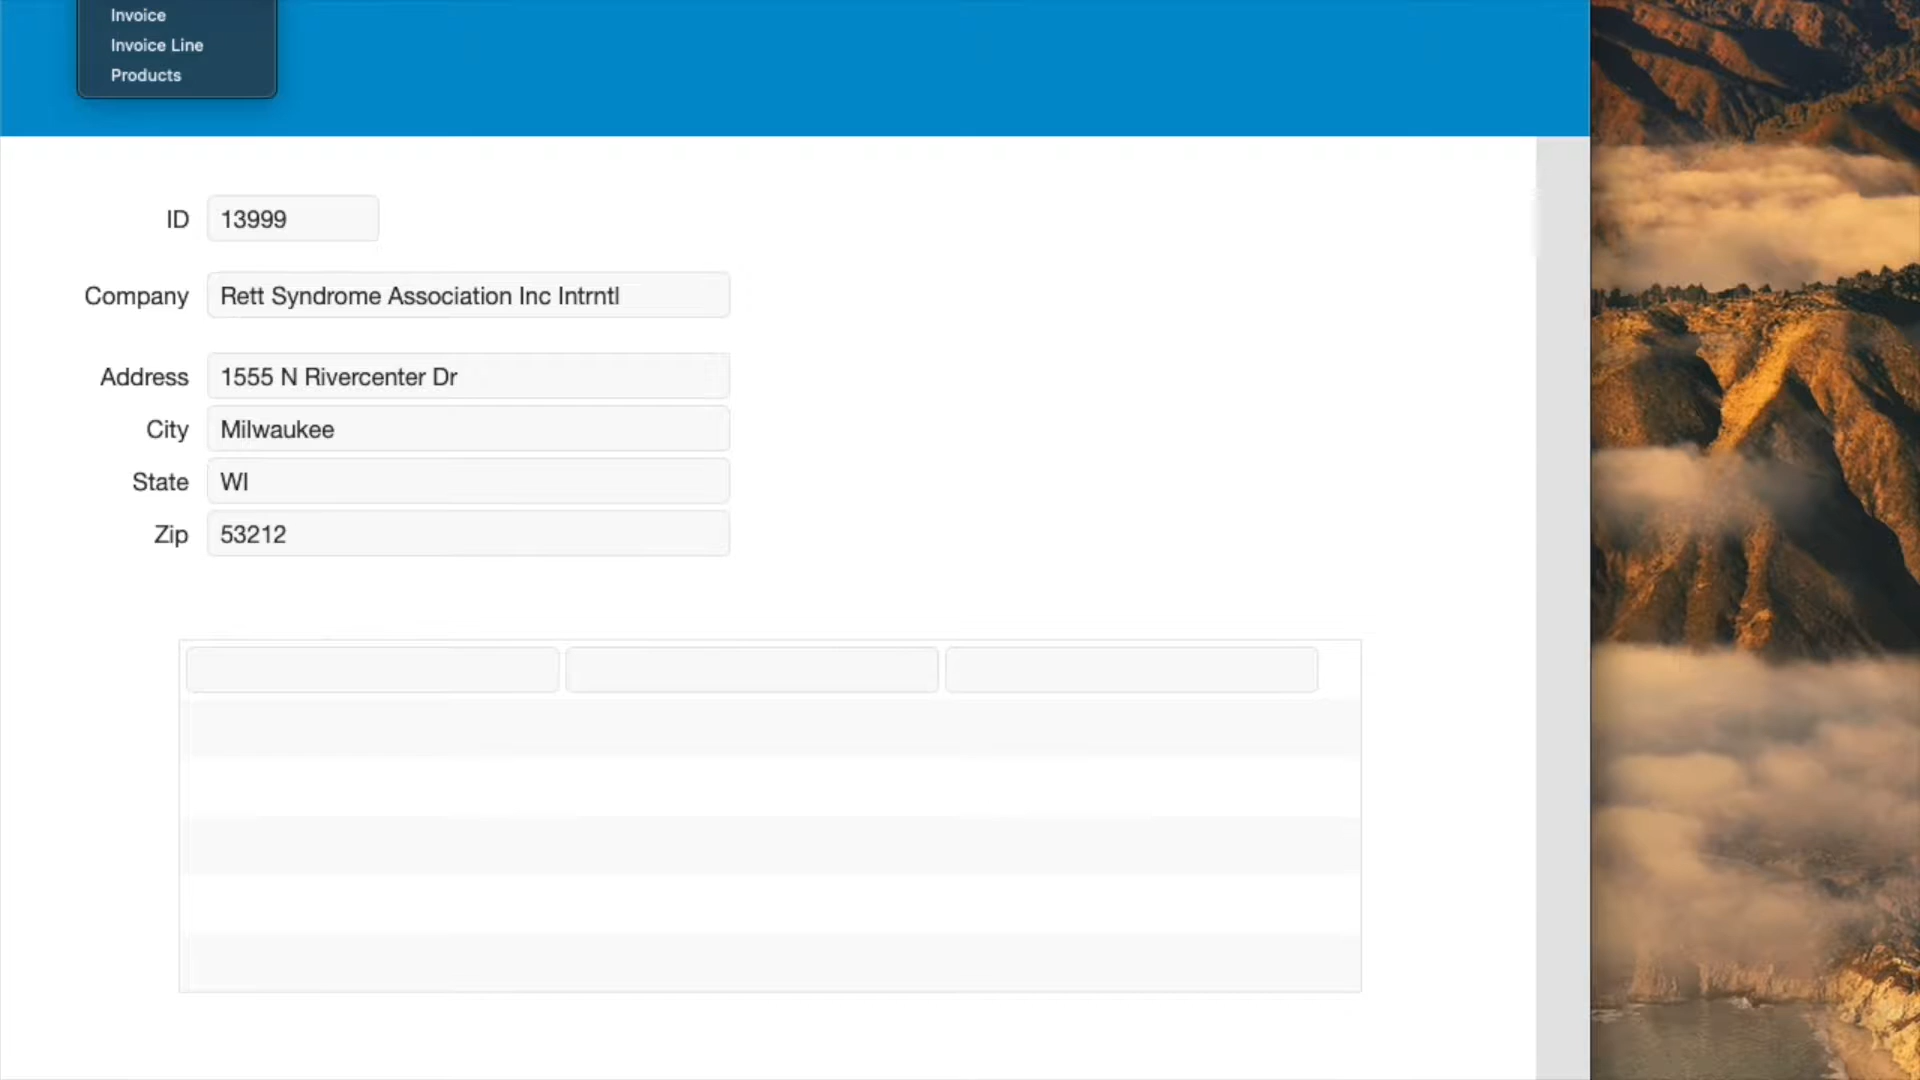 Invoice
Invoice Line
Products
ID 13999
Company Rett Syndrome Association Inc Intrntl
Address 1555 N Rivercenter Dr
City Milwaukee
State WI
Zip 53212